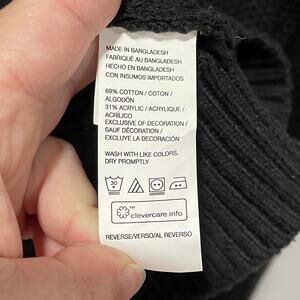 MADE IN BANGLADESH
FABRIQUÉ AU BANGLADESH
HECHO EN BANGLADESH
CON INSUMOS IMPORTADOS
69% COTTON / COTON /
ALGODÓN
31% ACRYLIC / ACRYLIQUE /
ACRÍLICO
EXCLUSIVE OF DECORATION /
SAUF DÉCORATION /
EXCLUYE LA DECORACIÓN
WASH WITH LIKE COLORS,
DRY PROMPTLY
30
™
clevercare.info
REVERSE/VERSO/AL REVERSO